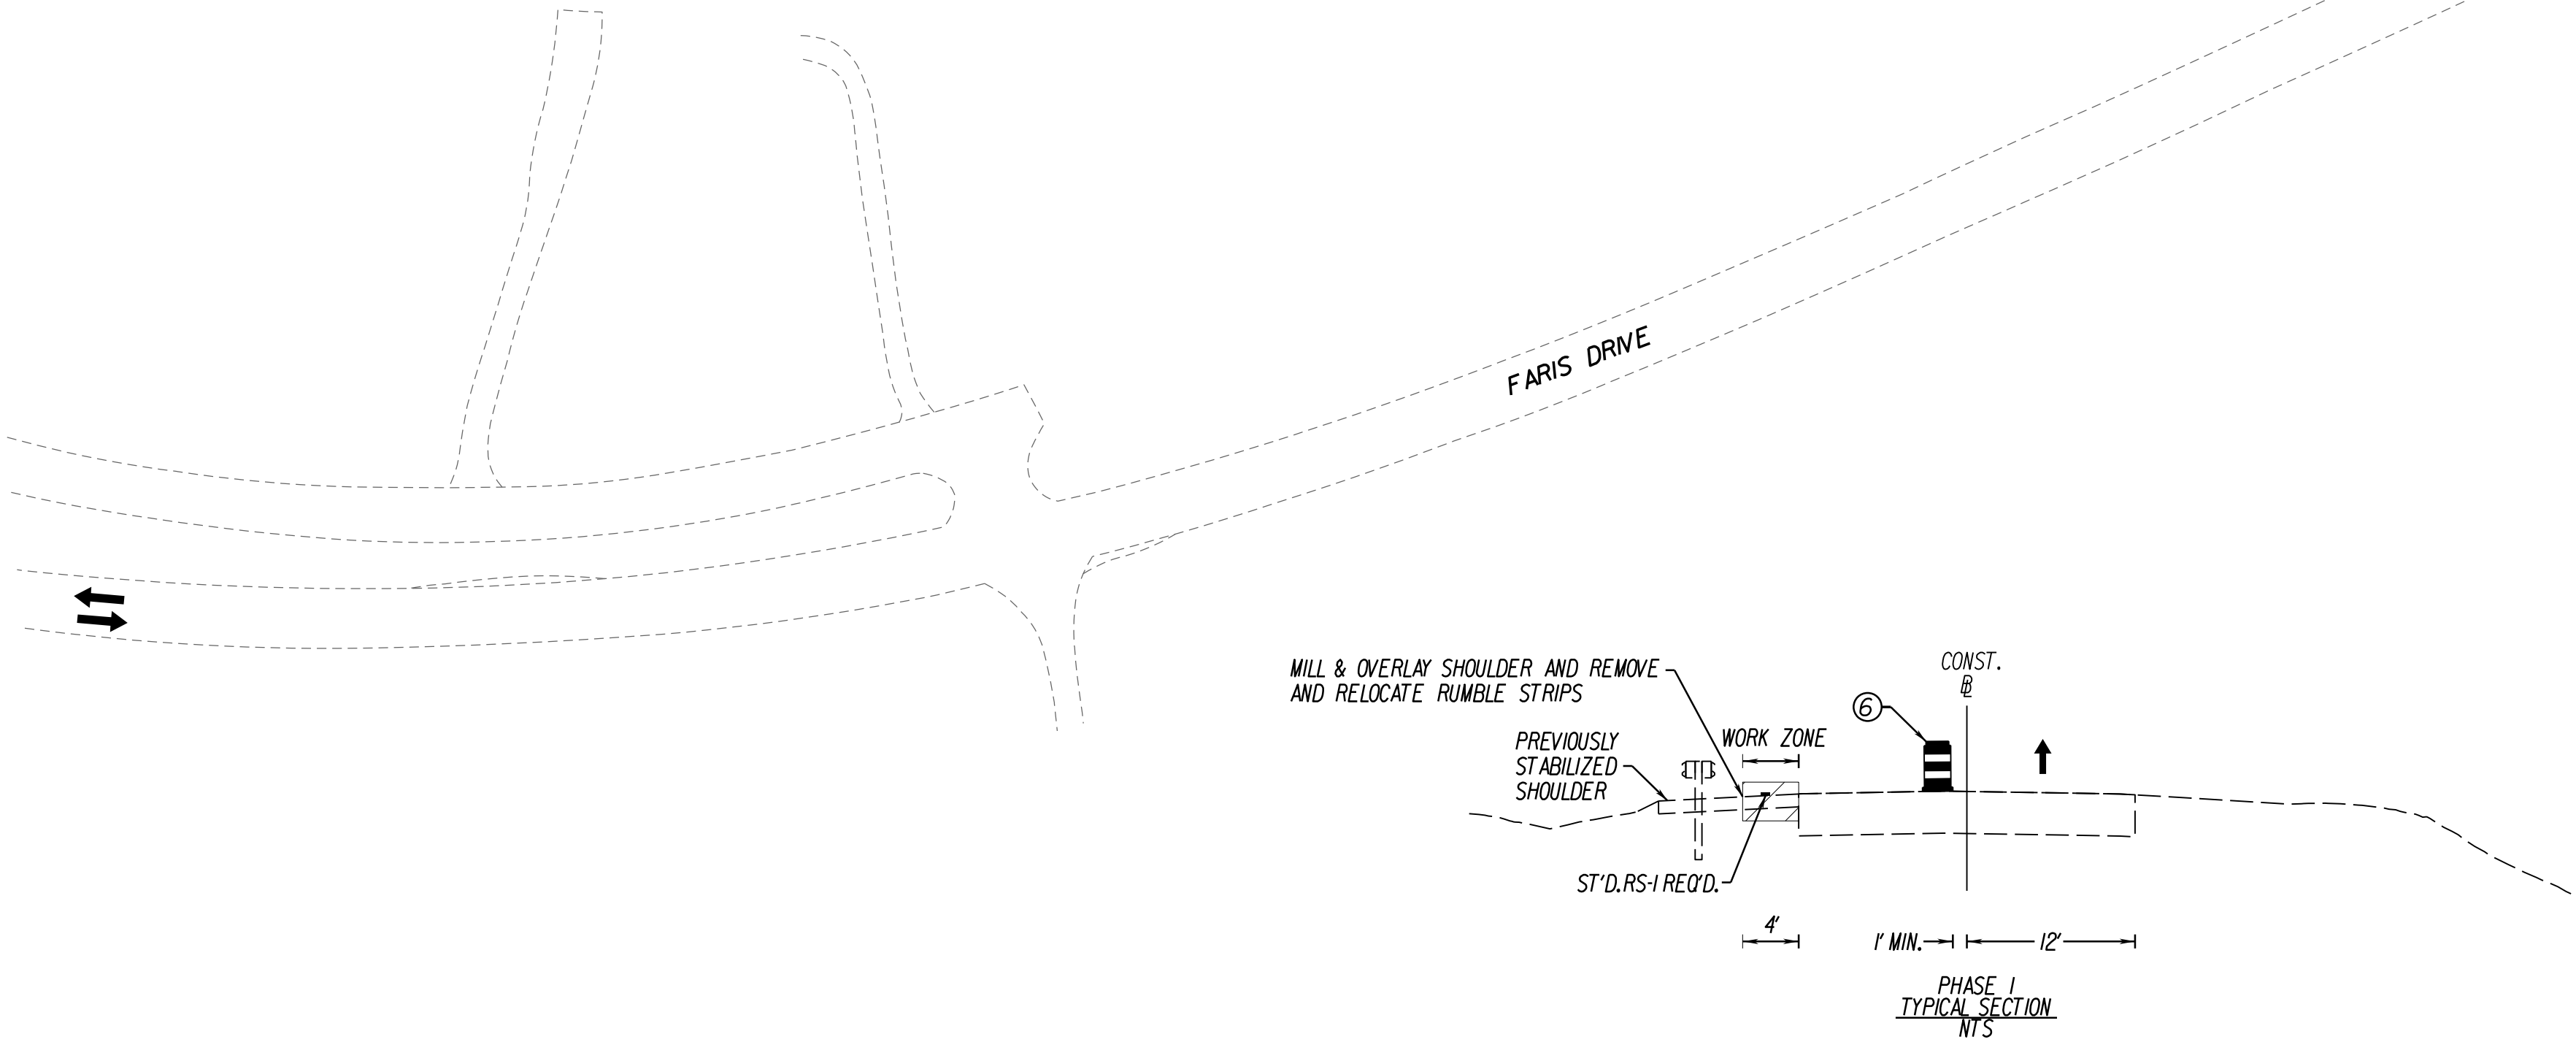 FARIS DRIVE
MILL & OVERLAY SHOULDER AND REMOVE
AND RELOCATE RUMBLE STRIPS
PREVIOUSLY
STABILIZED
SHOULDER
WORK ZONE
6
CONST.
BL
ST'D. RS-1 REQ'D.
4'
1' MIN.
12'
PHASE 1
TYPICAL SECTION
NTS